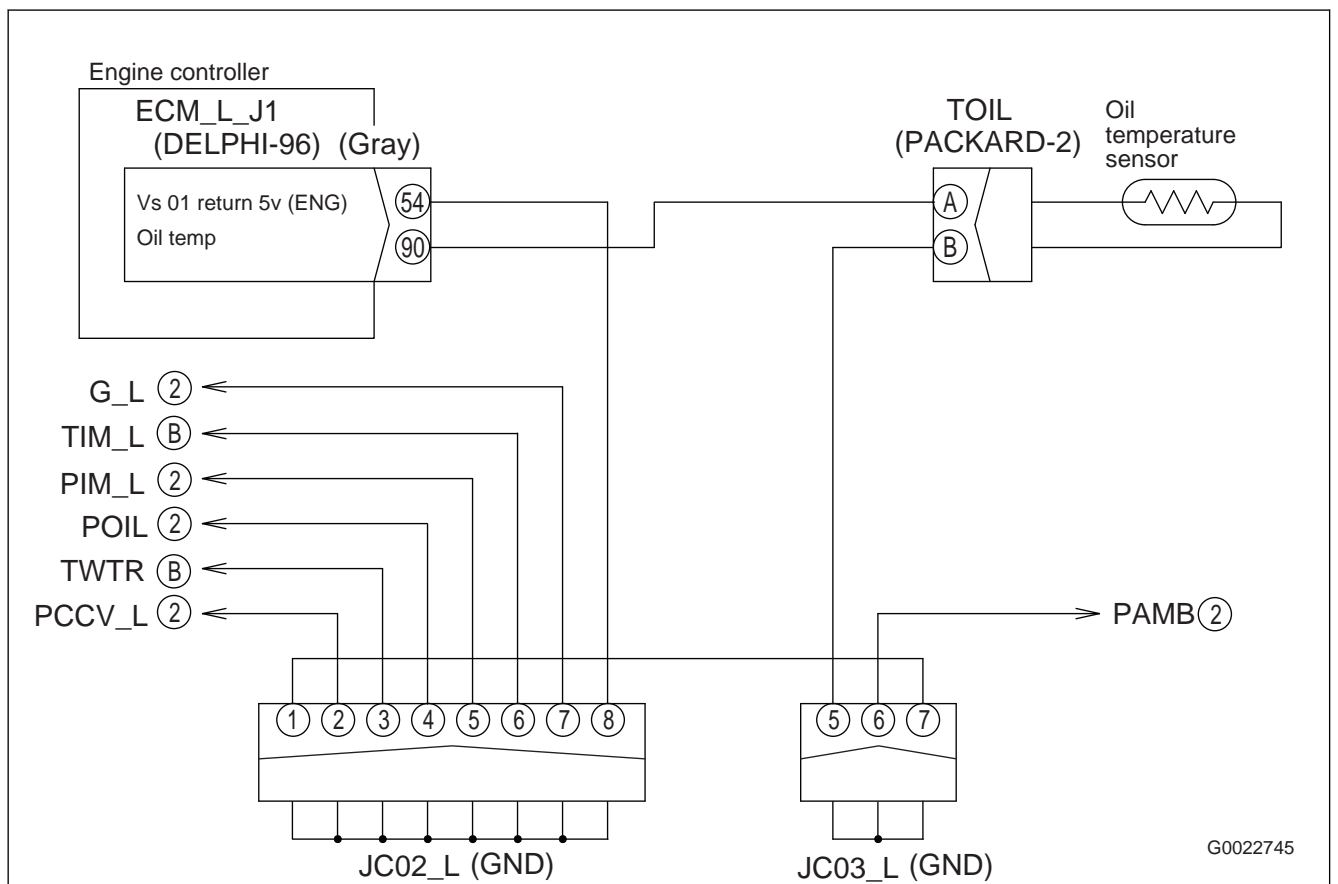 Engine controller
ECM_L_J1
(DELPHI-96) (Gray)
Vs 01 return 5v (ENG)
54
Oil temp
90
TOIL
(PACKARD-2)
A
B
Oil
temperature
sensor
G_L 2
TIM_L B
PIM_L 2
POIL 2
TWTR B
PCCV_L 2
PAMB 2
1 2 3 4 5 6 7 8
5 6 7
JC02_L (GND)
JC03_L (GND)
G0022745